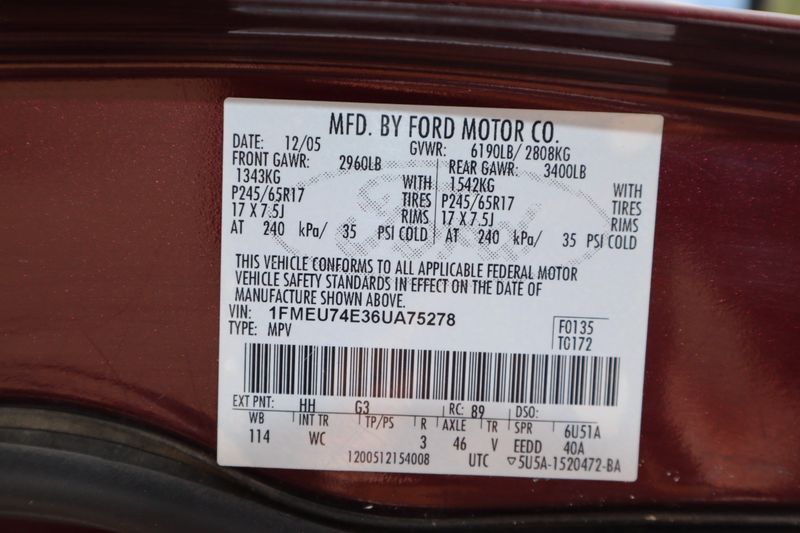 MFD. BY FORD MOTOR CO.
DATE: 12/05 GVWR: 6190LB/ 2808KG
FRONT GAWR: 2960LB REAR GAWR: 3400LB
1343KG WITH 1542KG WITH
P245/65R17 TIRES P245/65R17 TIRES
17 X 7.5J RIMS 17 X 7.5J RIMS
AT 240 kPa/ 35 PSI COLD AT 240 kPa/ 35 PSI COLD
Ford
THIS VEHICLE CONFORMS TO ALL APPLICABLE FEDERAL MOTOR
VEHICLE SAFETY STANDARDS IN EFFECT ON THE DATE OF
MANUFACTURE SHOWN ABOVE.
VIN: 1FMEU74E36UA75278 F0135
TYPE: MPV TG172
EXT PNT: HH G3 RC: 89 DSO:
WB INT TR TP/PS R AXLE TR SPR 6U51A
114 WC 3 46 V EEDD 40A
1200512154008 UTC ▽5U5A-1520472-BA